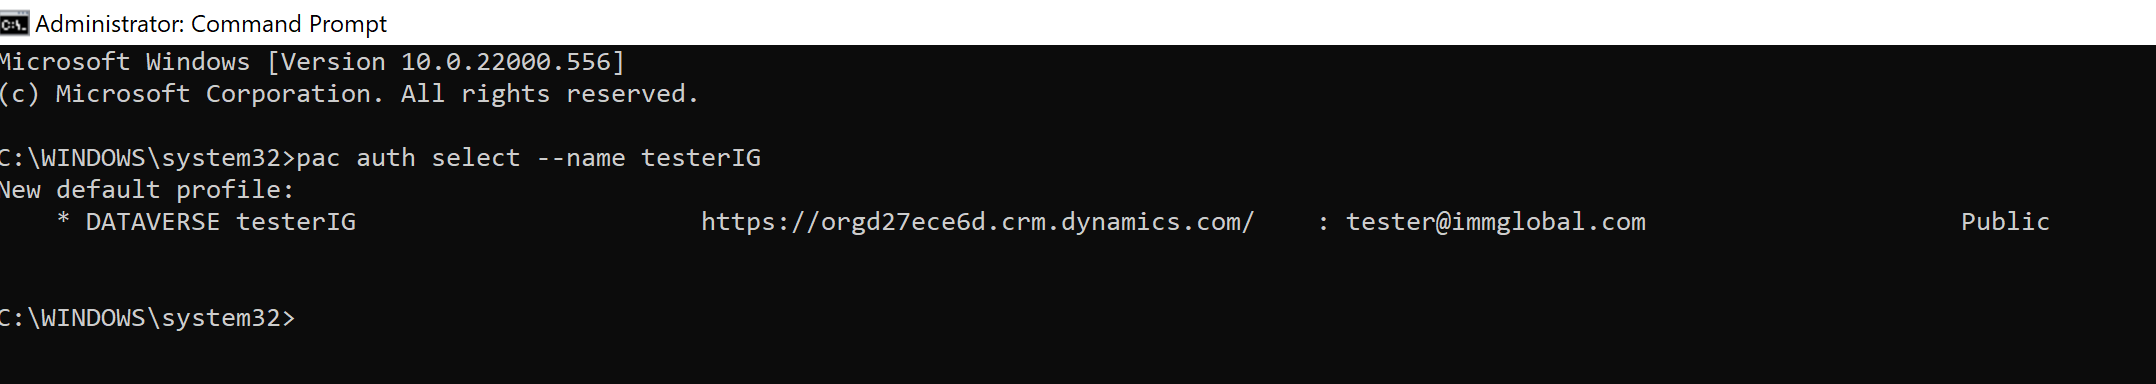 Administrator: Command Prompt
Microsoft Windows [Version 10.0.22000.556]
(c) Microsoft Corporation. All rights reserved.
C:\WINDOWS\system32>pac auth select --name testerIG
New default profile:
* DATAVERSE testerIG https://orgd27ece6d.crm.dynamics.com/ : tester@immglobal.com Public
C:\WINDOWS\system32>